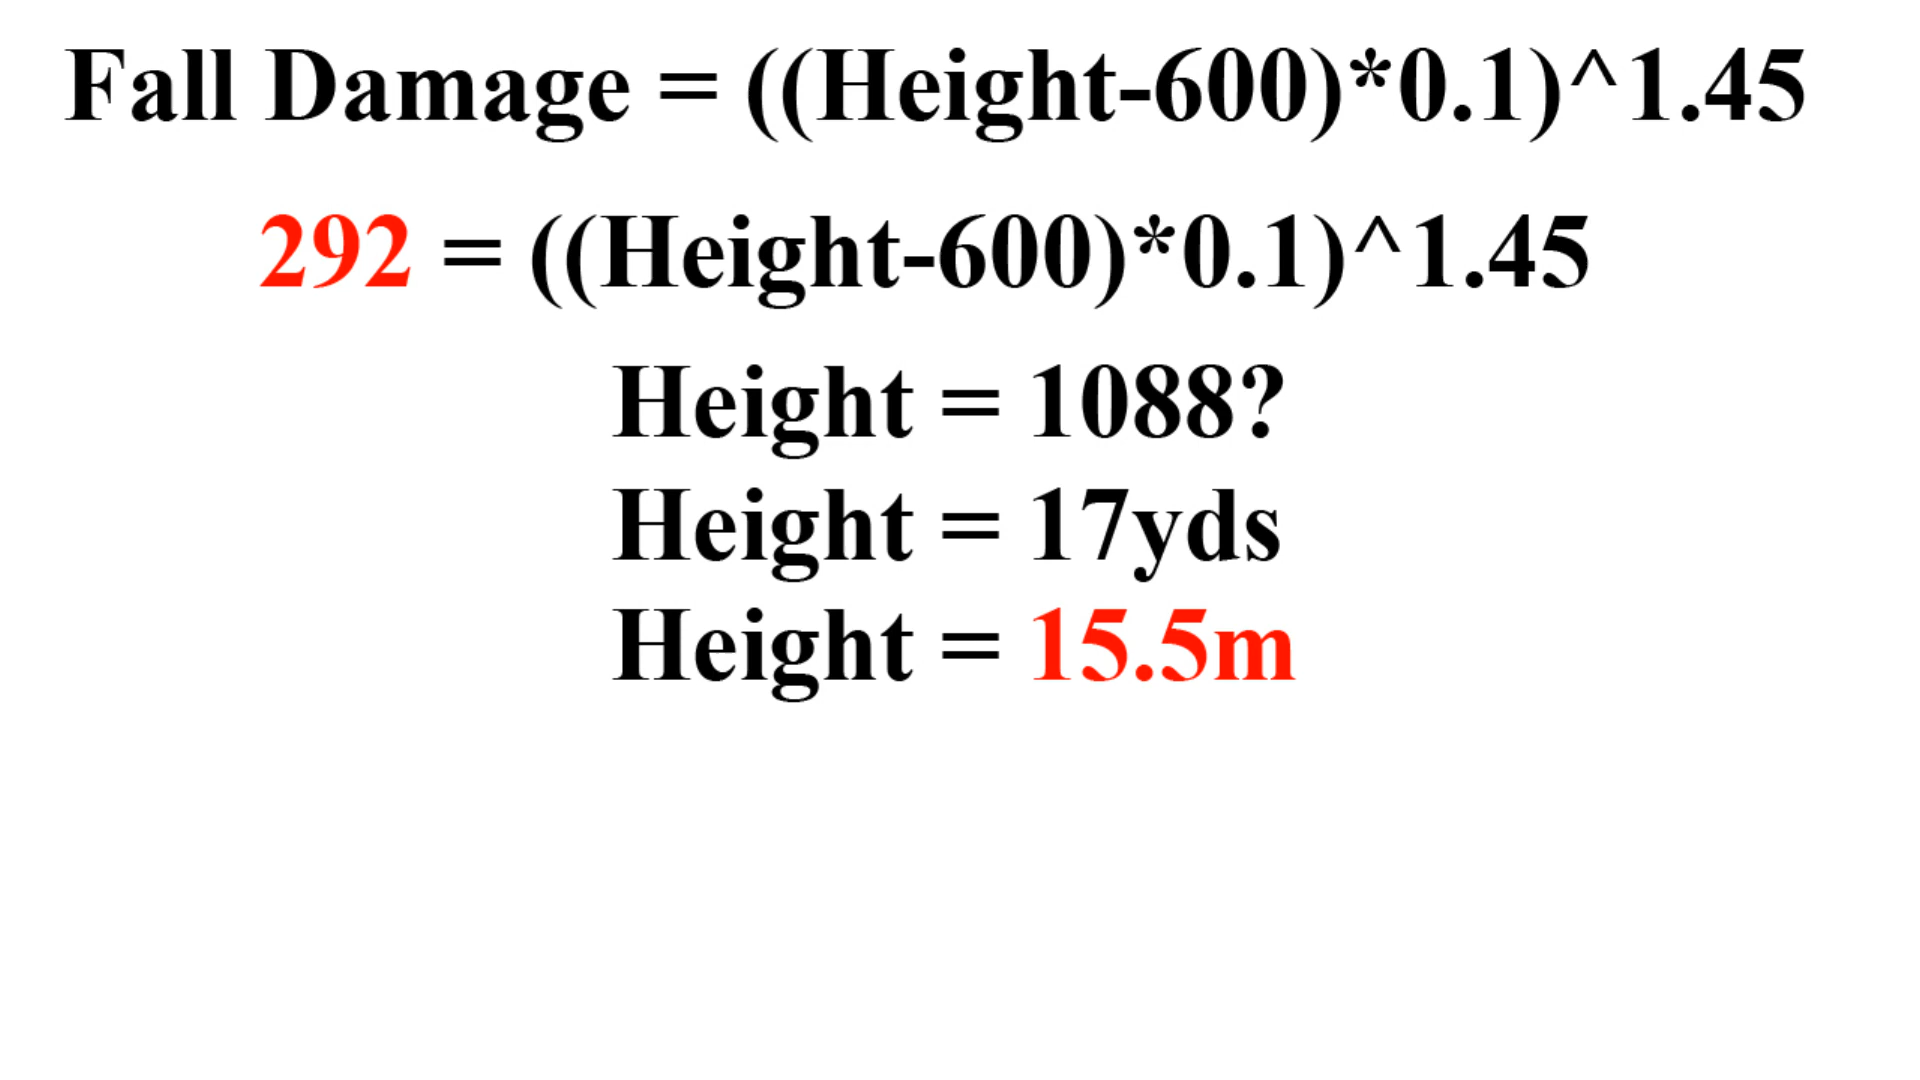 Fall Damage = ((Height-600)*0.1)^1.45
292 = ((Height-600)*0.1)^1.45
Height = 1088?
Height = 17yds
Height = 15.5m